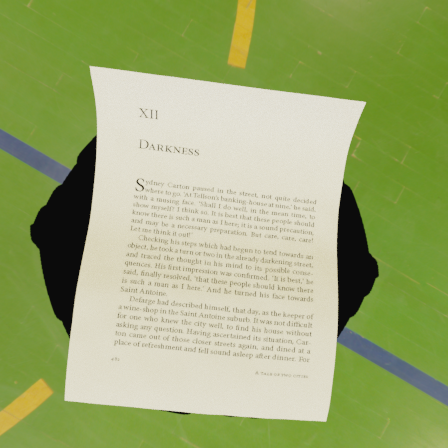 XII
DARKNESS
Sydney Carton paused in the street, not quite decided
where to go. 'At Tellson's banking-house at nine,' he said,
with a musing face. 'Shall I do well, in the mean time, to
show myself? I think so. It is best that these people should
know there is such a man as I here; it is a sound precaution,
and may be a necessary preparation. But care, care, care!
Let me think it out!'
Checking his steps which had begun to tend towards an
object, he took a turn or two in the already darkening street,
and traced the thought in his mind to its possible conse-
quences. His first impression was confirmed. 'It is best,' he
said, finally resolved, 'that these people should know there
is such a man as I here.' And he turned his face towards
Saint Antoine.
Defarge had described himself, that day, as the keeper of
a wine-shop in the Saint Antoine suburb. It was not difficult
for one who knew the city well, to find his house without
asking any question. Having ascertained its situation, Car-
ton came out of those closer streets again, and dined at a
place of refreshment and fell sound asleep after dinner. For
A TALE OF TWO CITIES